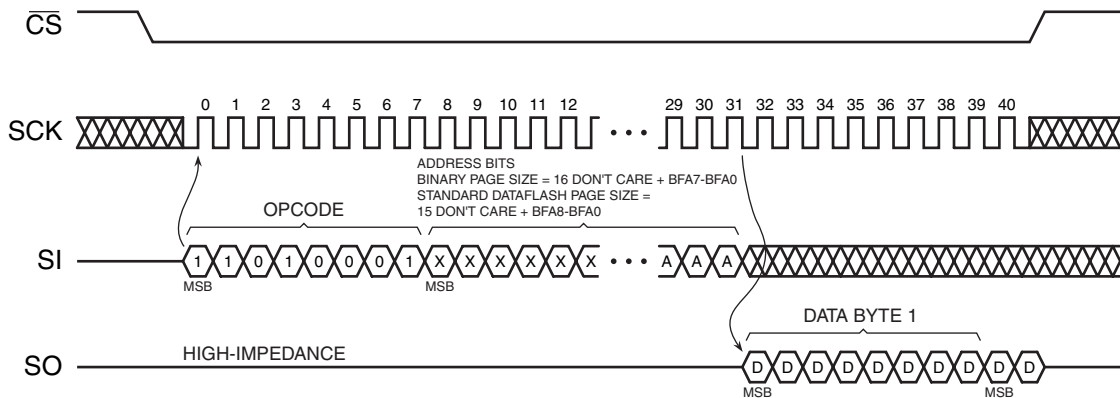 CS
SCK
0 1 2 3 4 5 6 7 8 9 10 11 12 29 30 31 32 33 34 35 36 37 38 39 40
ADDRESS BITS
BINARY PAGE SIZE = 16 DON'T CARE + BFA7-BFA0
STANDARD DATAFLASH PAGE SIZE =
15 DON'T CARE + BFA8-BFA0
OPCODE
SI
1 1 0 1 0 0 0 1 X X X X X X A A A
MSB MSB
DATA BYTE 1
SO
HIGH-IMPEDANCE
D D D D D D D D D D
MSB MSB